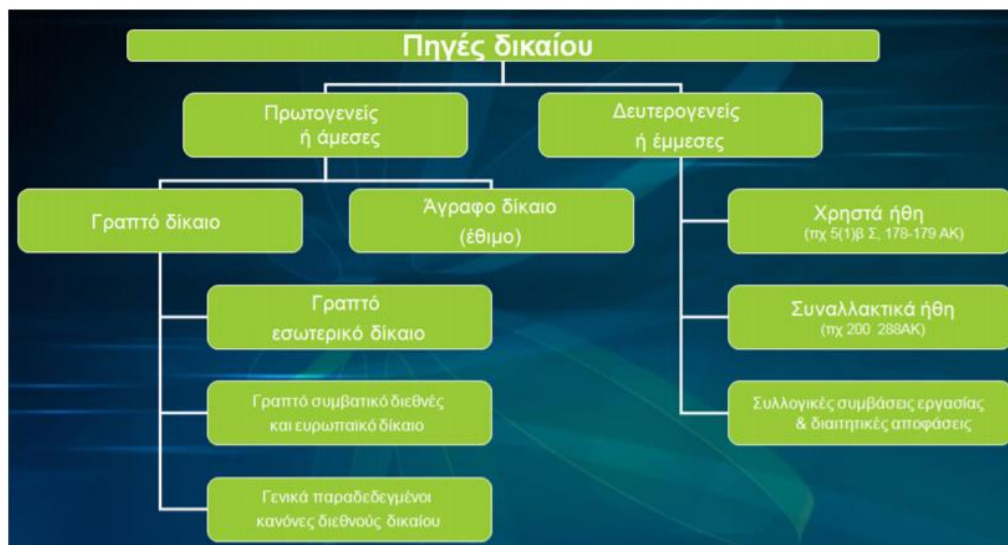 Πηγές δικαίου
Πρωτογενείς
ή άμεσες
Δευτερογενείς
ή έμμεσες
Γραπτό δίκαιο
Άγραφο δίκαιο
(έθιμο)
Χρηστά ήθη
(πχ 5(1)β Σ, 178-179 ΑΚ)
Γραπτό
εσωτερικό δίκαιο
Συναλλακτικά ήθη
(πχ 200 288ΑΚ)
Γραπτό συμβατικό διεθνές
και ευρωπαϊκό δίκαιο
Συλλογικές συμβάσεις εργασίας
& διαιτητικές αποφάσεις
Γενικά παραδεδεγμένοι
κανόνες διεθνούς δικαίου